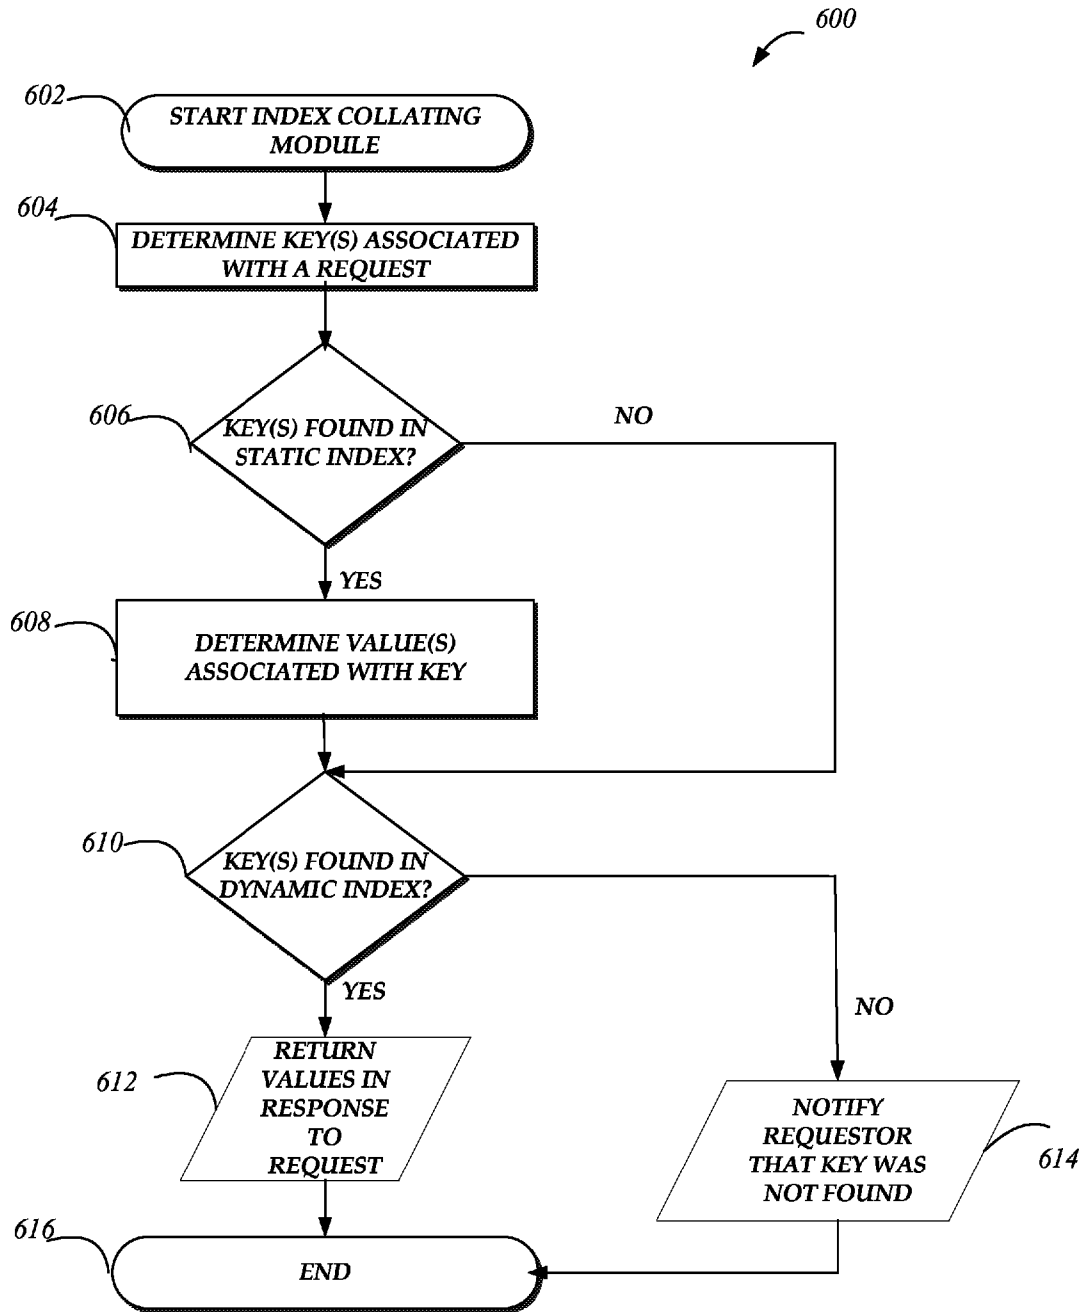 600
602
START INDEX COLLATING
MODULE
604
DETERMINE KEY(S) ASSOCIATED
WITH A REQUEST
606
KEY(S) FOUND IN
STATIC INDEX?
NO
YES
608
DETERMINE VALUE(S)
ASSOCIATED WITH KEY
610
KEY(S) FOUND IN
DYNAMIC INDEX?
YES
NO
612
RETURN
VALUES IN
RESPONSE
TO
REQUEST
NOTIFY
REQUESTOR
THAT KEY WAS
NOT FOUND
614
616
END